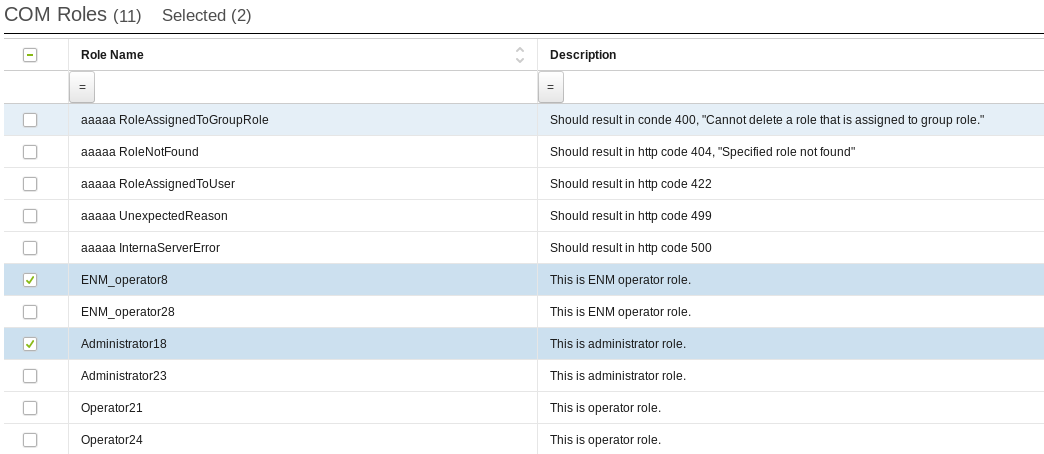 COM Roles (11) Selected (2)
Role Name Description
= =
aaaaa RoleAssignedToGroupRole Should result in conde 400, "Cannot delete a role that is assigned to group role."
aaaaa RoleNotFound Should result in http code 404, "Specified role not found"
aaaaa RoleAssignedToUser Should result in http code 422
aaaaa UnexpectedReason Should result in http code 499
aaaaa InternaServerError Should result in http code 500
ENM_operator8 This is ENM operator role.
ENM_operator28 This is ENM operator role.
Administrator18 This is administrator role.
Administrator23 This is administrator role.
Operator21 This is operator role.
Operator24 This is operator role.